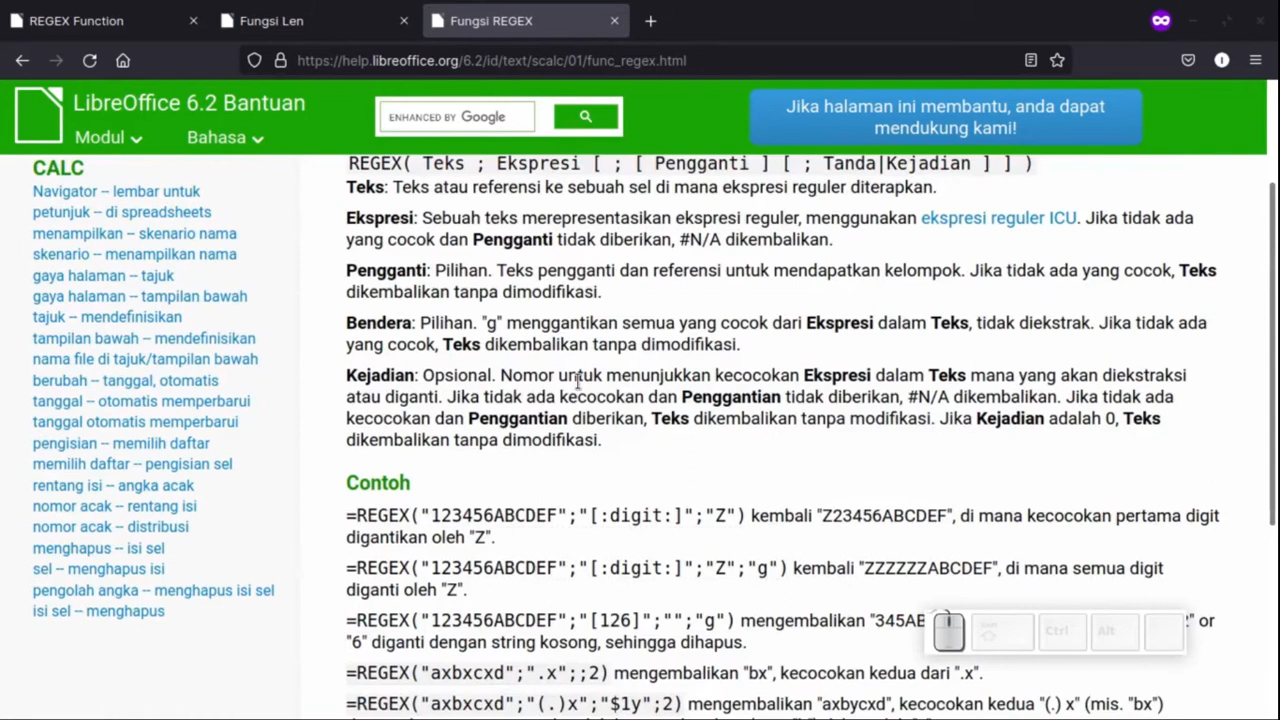 REGEX Function
Fungsi Len
Fungsi REGEX
https://help.libreoffice.org/6.2/id/text/scalc/01/func_regex.html
LibreOffice 6.2 Bantuan
Modul
Bahasa
ENHANCED BY Google
Jika halaman ini membantu, anda dapat
mendukung kami!
CALC
Navigator -- lembar untuk
petunjuk -- di spreadsheets
menampilkan -- skenario nama
skenario -- menampilkan nama
gaya halaman -- tajuk
gaya halaman -- tampilan bawah
tajuk -- mendefinisikan
tampilan bawah -- mendefinisikan
nama file di tajuk/tampilan bawah
berubah -- tanggal, otomatis
tanggal -- otomatis memperbarui
tanggal otomatis memperbarui
pengisian -- memilih daftar
memilih daftar -- pengisian sel
rentang isi -- angka acak
nomor acak -- rentang isi
nomor acak -- distribusi
menghapus -- isi sel
sel -- menghapus isi
pengolah angka -- menghapus isi sel
isi sel -- menghapus
REGEX( Teks ; Ekspresi [ ; [ Pengganti ] [ ; Tanda|Kejadian ] ] )
Teks: Teks atau referensi ke sebuah sel di mana ekspresi reguler diterapkan.
Ekspresi: Sebuah teks merepresentasikan ekspresi reguler, menggunakan ekspresi reguler ICU. Jika tidak ada
yang cocok dan Pengganti tidak diberikan, #N/A dikembalikan.
Pengganti: Pilihan. Teks pengganti dan referensi untuk mendapatkan kelompok. Jika tidak ada yang cocok, Teks
dikembalikan tanpa dimodifikasi.
Bendera: Pilihan. "g" menggantikan semua yang cocok dari Ekspresi dalam Teks, tidak diekstrak. Jika tidak ada
yang cocok, Teks dikembalikan tanpa dimodifikasi.
Kejadian: Opsional. Nomor untuk menunjukkan kecocokan Ekspresi dalam Teks mana yang akan diekstraksi
atau diganti. Jika tidak ada kecocokan dan Penggantian tidak diberikan, #N/A dikembalikan. Jika tidak ada
kecocokan dan Penggantian diberikan, Teks dikembalikan tanpa modifikasi. Jika Kejadian adalah 0, Teks
dikembalikan tanpa dimodifikasi.
Contoh
=REGEX("123456ABCDEF";"[:digit:]";"Z") kembali "Z23456ABCDEF", di mana kecocokan pertama digit
digantikan oleh "Z".
=REGEX("123456ABCDEF";"[:digit:]";"Z";"g") kembali "ZZZZZZABCDEF", di mana semua digit
diganti oleh "Z".
=REGEX("123456ABCDEF";"[126]";"";"g") mengembalikan "345AB 2" or
"6" diganti dengan string kosong, sehingga dihapus.
=REGEX("axbxcxd";".x";;2) mengembalikan "bx", kecocokan kedua dari ".x".
=REGEX("axbxcxd";"(.)x";"$1y";2) mengembalikan "axbycxd", kecocokan kedua "(.) x" (mis. "bx")
Ctrl
Alt